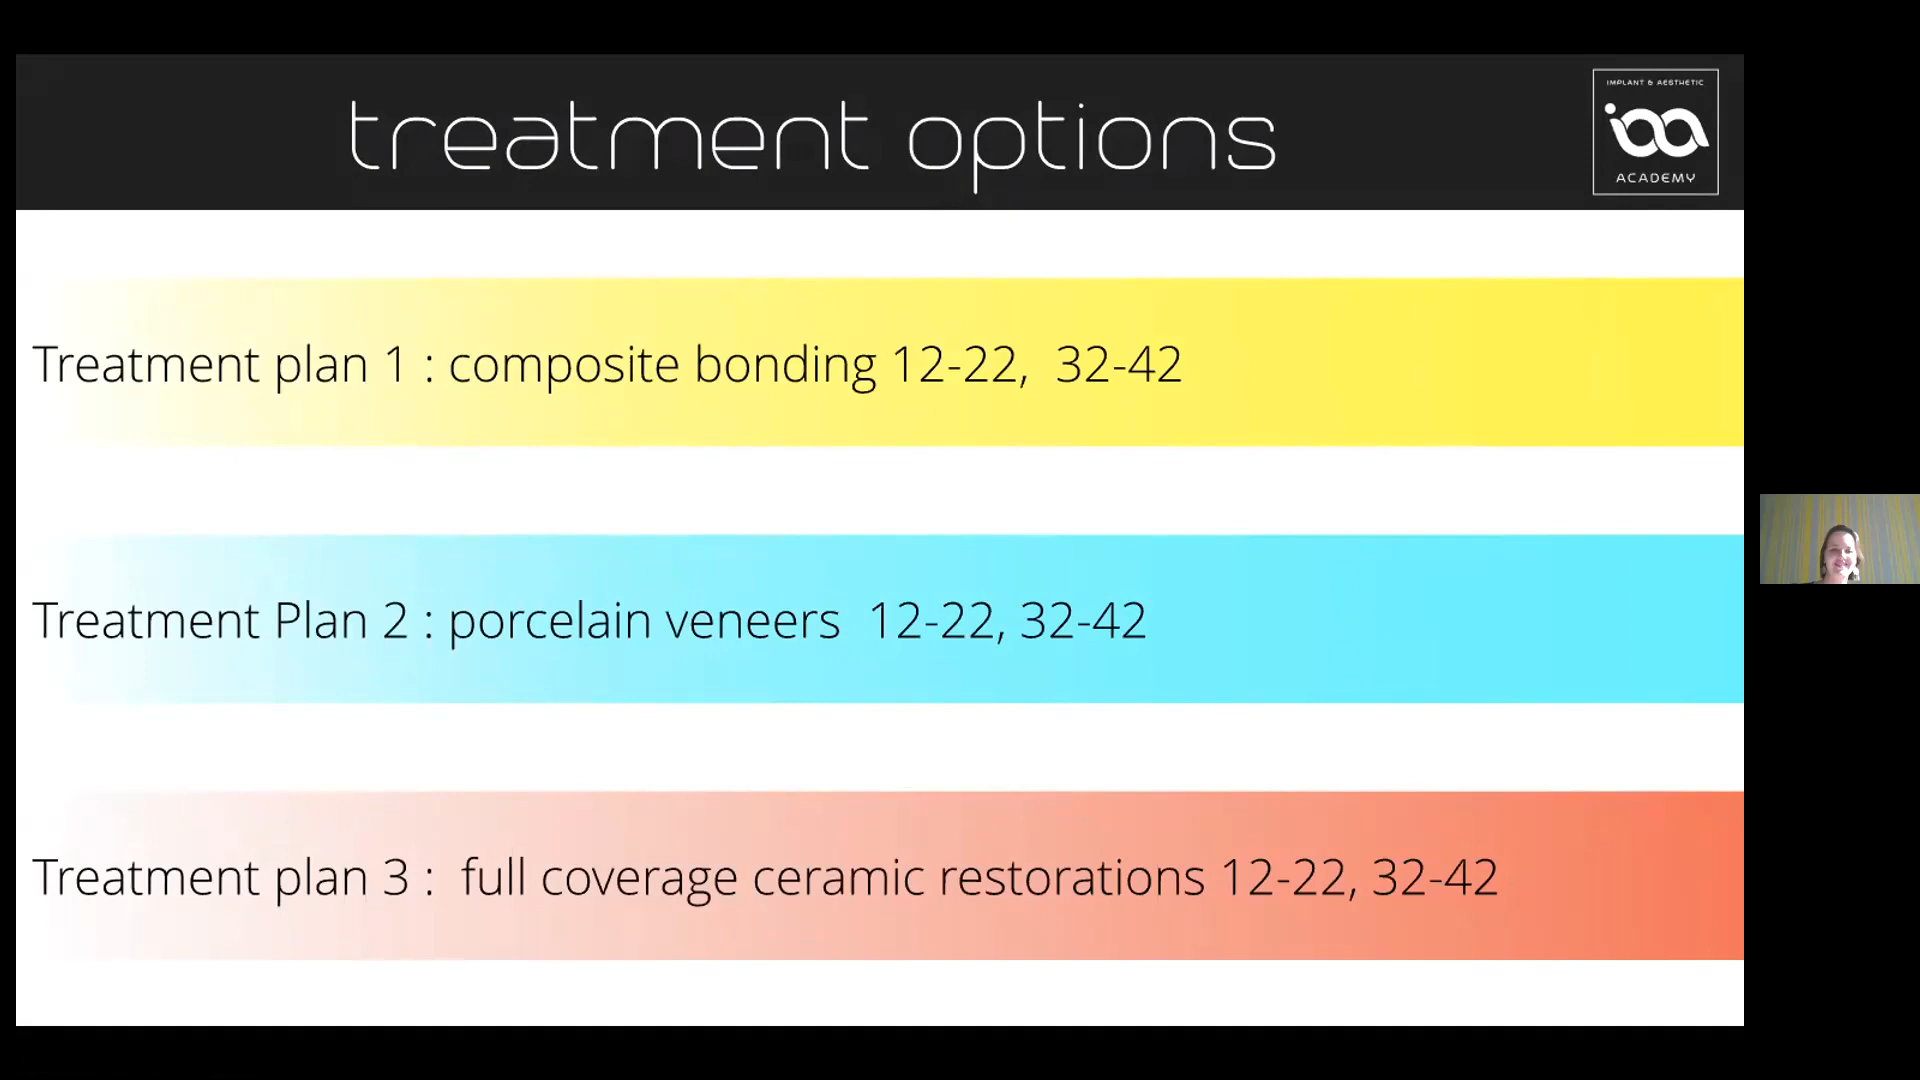 treatment options
IMPLANT & AESTHETIC
iaa
ACADEMY
Treatment plan 1 : composite bonding 12-22,  32-42
Treatment Plan 2 : porcelain veneers  12-22, 32-42
Treatment plan 3 :  full coverage ceramic restorations 12-22, 32-42